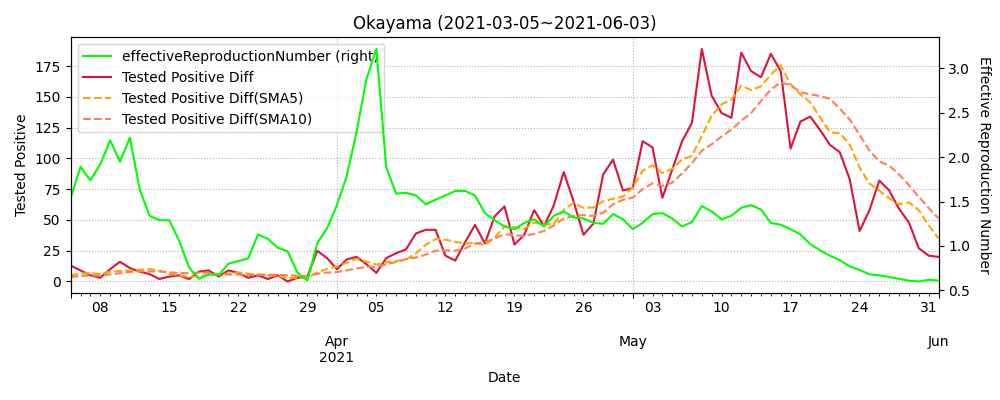 Okayama (2021-03-05~2021-06-03)
effectiveReproductionNumber (right)
Tested Positive Diff
Tested Positive Diff(SMA5)
Tested Positive Diff(SMA10)
Tested Positive
175
150
125
100
75
50
25
0
3.0
2.5
2.0
1.5
1.0
0.5
Effective Reproduction Number
08 15 22 29 05 12 19 26 03 10 17 24 31
Apr May Jun
2021
Date